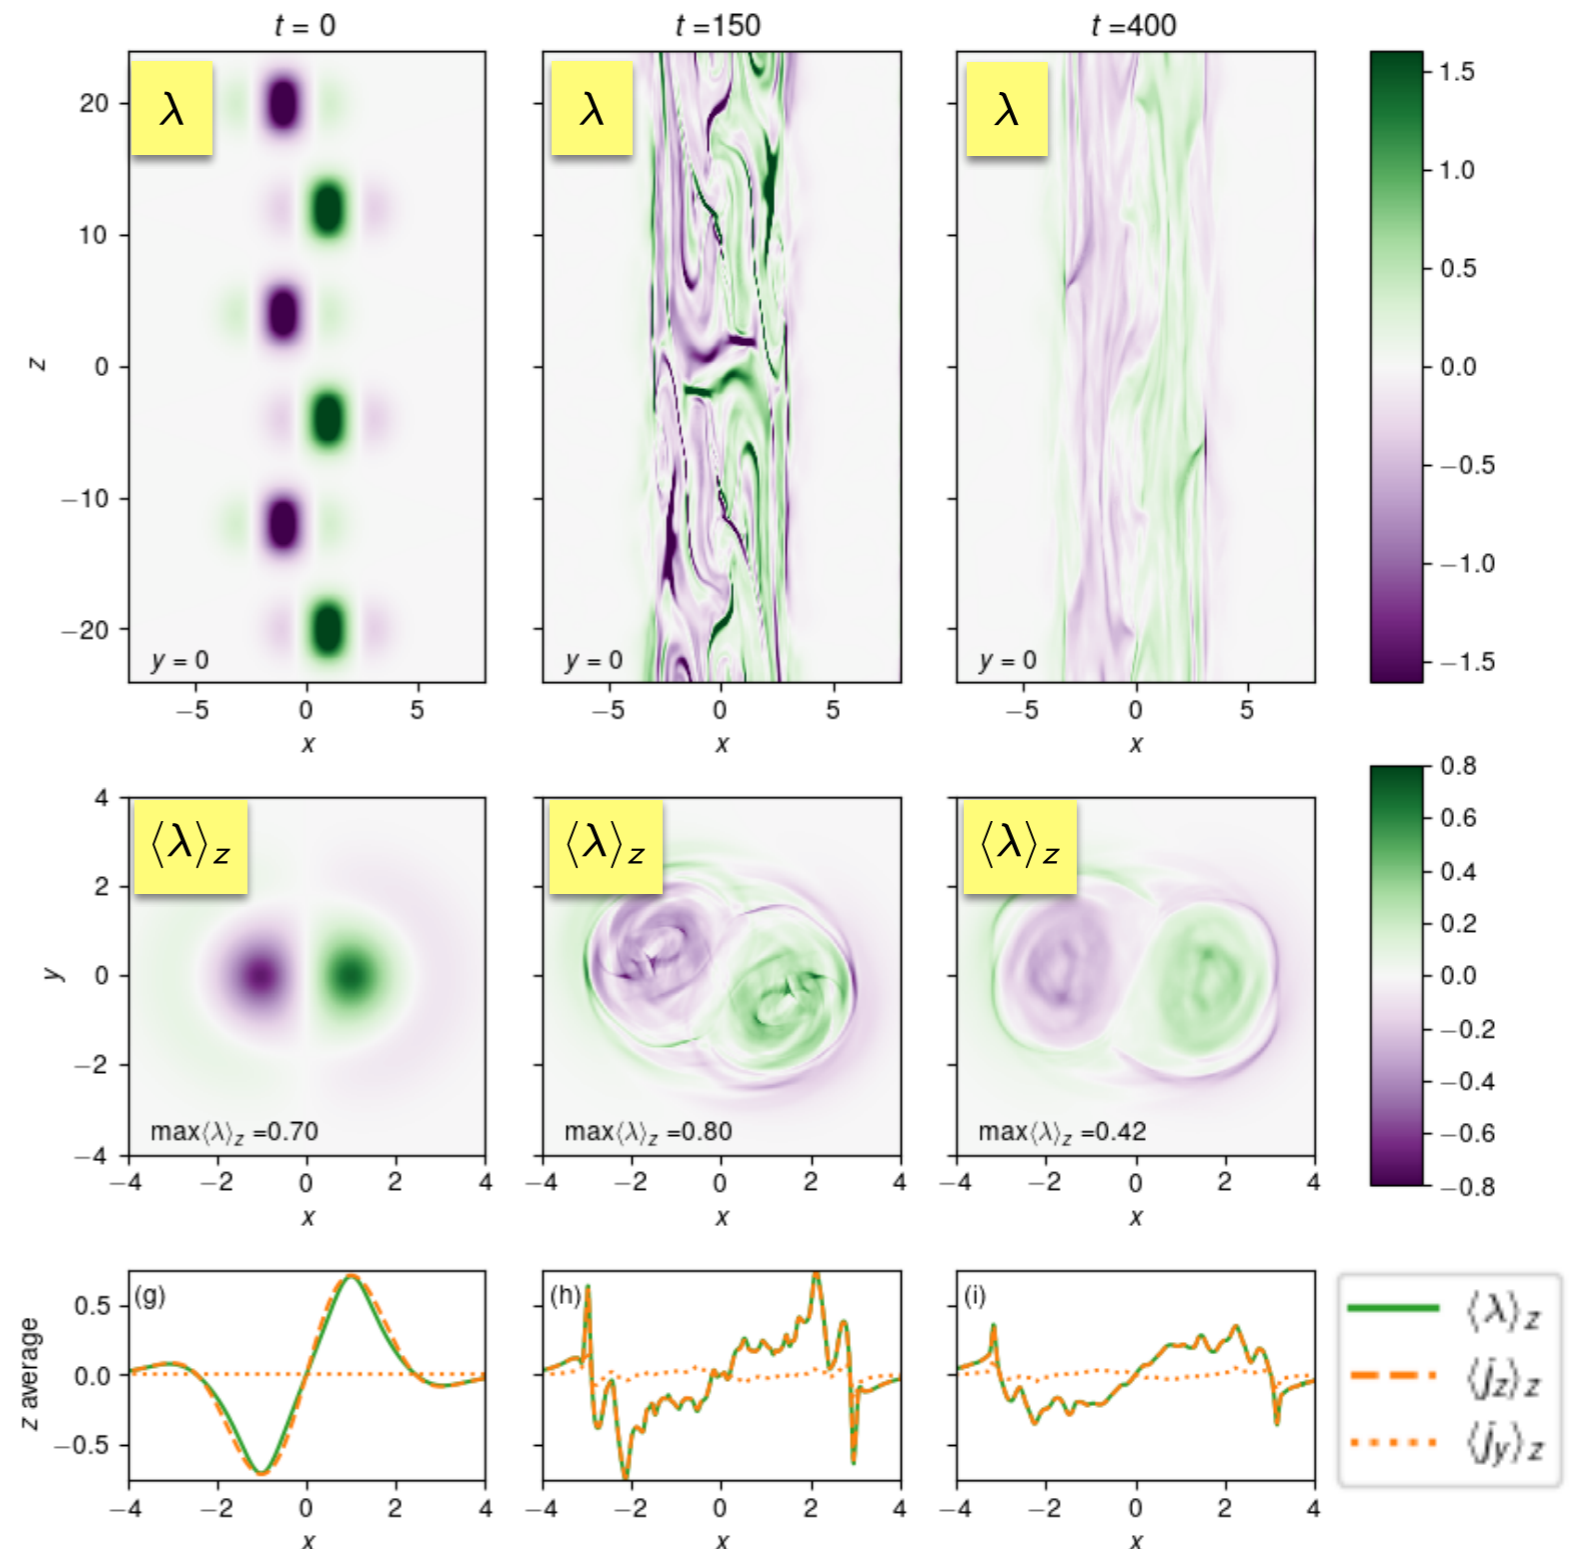 t = 0
t =150
t =400
λ
λ
λ
20
10
0
−10
−20
z
y = 0
y = 0
y = 0
−5 0 5
−5 0 5
−5 0 5
x
x
x
1.5
1.0
0.5
0.0
−0.5
−1.0
−1.5
⟨λ⟩z
⟨λ⟩z
⟨λ⟩z
4
2
0
−2
−4
y
max⟨λ⟩z =0.70
max⟨λ⟩z =0.80
max⟨λ⟩z =0.42
−4 −2 0 2 4
−4 −2 0 2 4
−4 −2 0 2 4
x
x
x
0.8
0.6
0.4
0.2
0.0
−0.2
−0.4
−0.6
−0.8
(g)
(h)
(i)
0.5
0.0
−0.5
z average
−4 −2 0 2 4
−4 −2 0 2 4
−4 −2 0 2 4
x
x
x
⟨λ⟩z
⟨jz⟩z
⟨jy⟩z